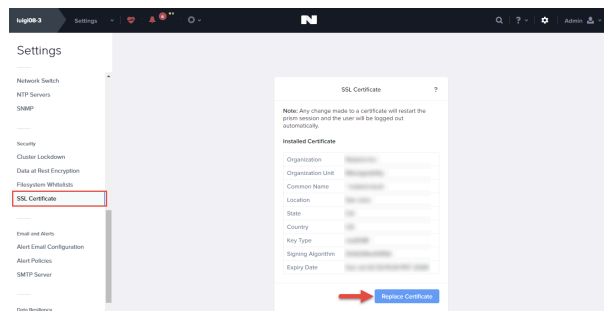 luigi08-3 Settings ? Admin
Settings
Network Switch
NTP Servers
SNMP
Security
Cluster Lockdown
Data at Rest Encryption
Filesystem Whitelists
SSL Certificate
Email and Alerts
Alert Email Configuration
Alert Policies
SMTP Server
Data Resilience
SSL Certificate ?
Note: Any change made to a certificate will restart the
prism session and the user will be logged out
automatically.
Installed Certificate
Organization
Organization Unit
Common Name
Location
State
Country
Key Type
Signing Algorithm
Expiry Date
Replace Certificate